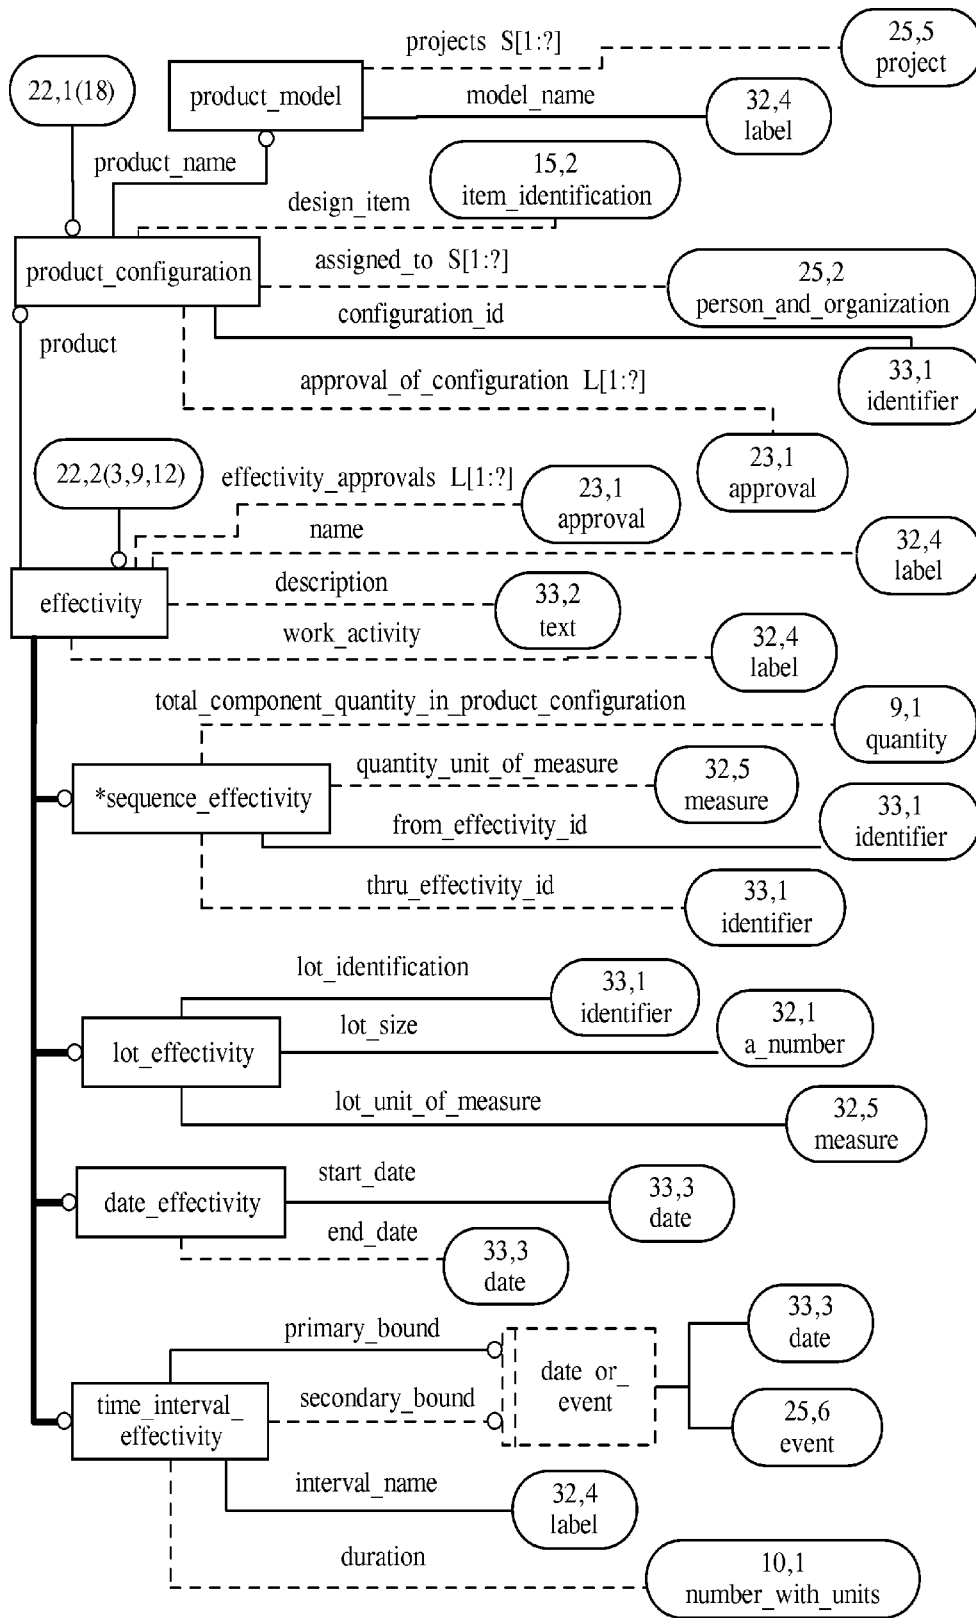 projects S[1:?]
25,5
project
22,1(18)
product_model
model_name
32,4
label
product_name
15,2
item_identification
design_item
product_configuration
assigned_to S[1:?]
25,2
person_and_organization
configuration_id
product
33,1
identifier
approval_of_configuration L[1:?]
23,1
approval
22,2(3,9,12)
effectivity_approvals L[1:?]
23,1
approval
name
32,4
label
effectivity
description
33,2
text
work_activity
32,4
label
total_component_quantity_in_product_configuration
9,1
quantity
*sequence_effectivity
quantity_unit_of_measure
32,5
measure
from_effectivity_id
33,1
identifier
thru_effectivity_id
33,1
identifier
lot_identification
33,1
identifier
lot_effectivity
lot_size
32,1
a_number
lot_unit_of_measure
32,5
measure
date_effectivity
start_date
33,3
date
end_date
33,3
date
primary_bound
date_or_
event
33,3
date
time_interval_
effectivity
secondary_bound
25,6
event
interval_name
32,4
label
duration
10,1
number_with_units